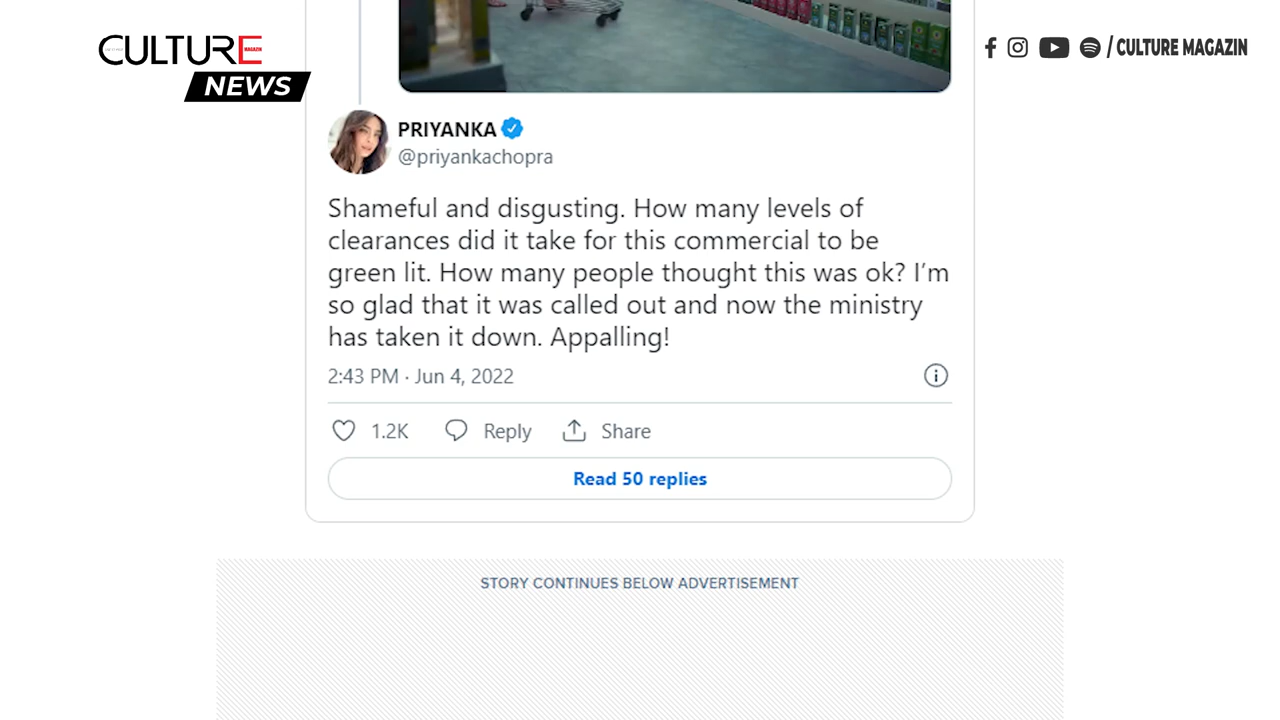 CULTURE
MAGAZIN
NEWS
/ CULTURE MAGAZIN
PRIYANKA
@priyankachopra
Shameful and disgusting. How many levels of
clearances did it take for this commercial to be
green lit. How many people thought this was ok? I’m
so glad that it was called out and now the ministry
has taken it down. Appalling!
2:43 PM · Jun 4, 2022
1.2K Reply Share
Read 50 replies
STORY CONTINUES BELOW ADVERTISEMENT